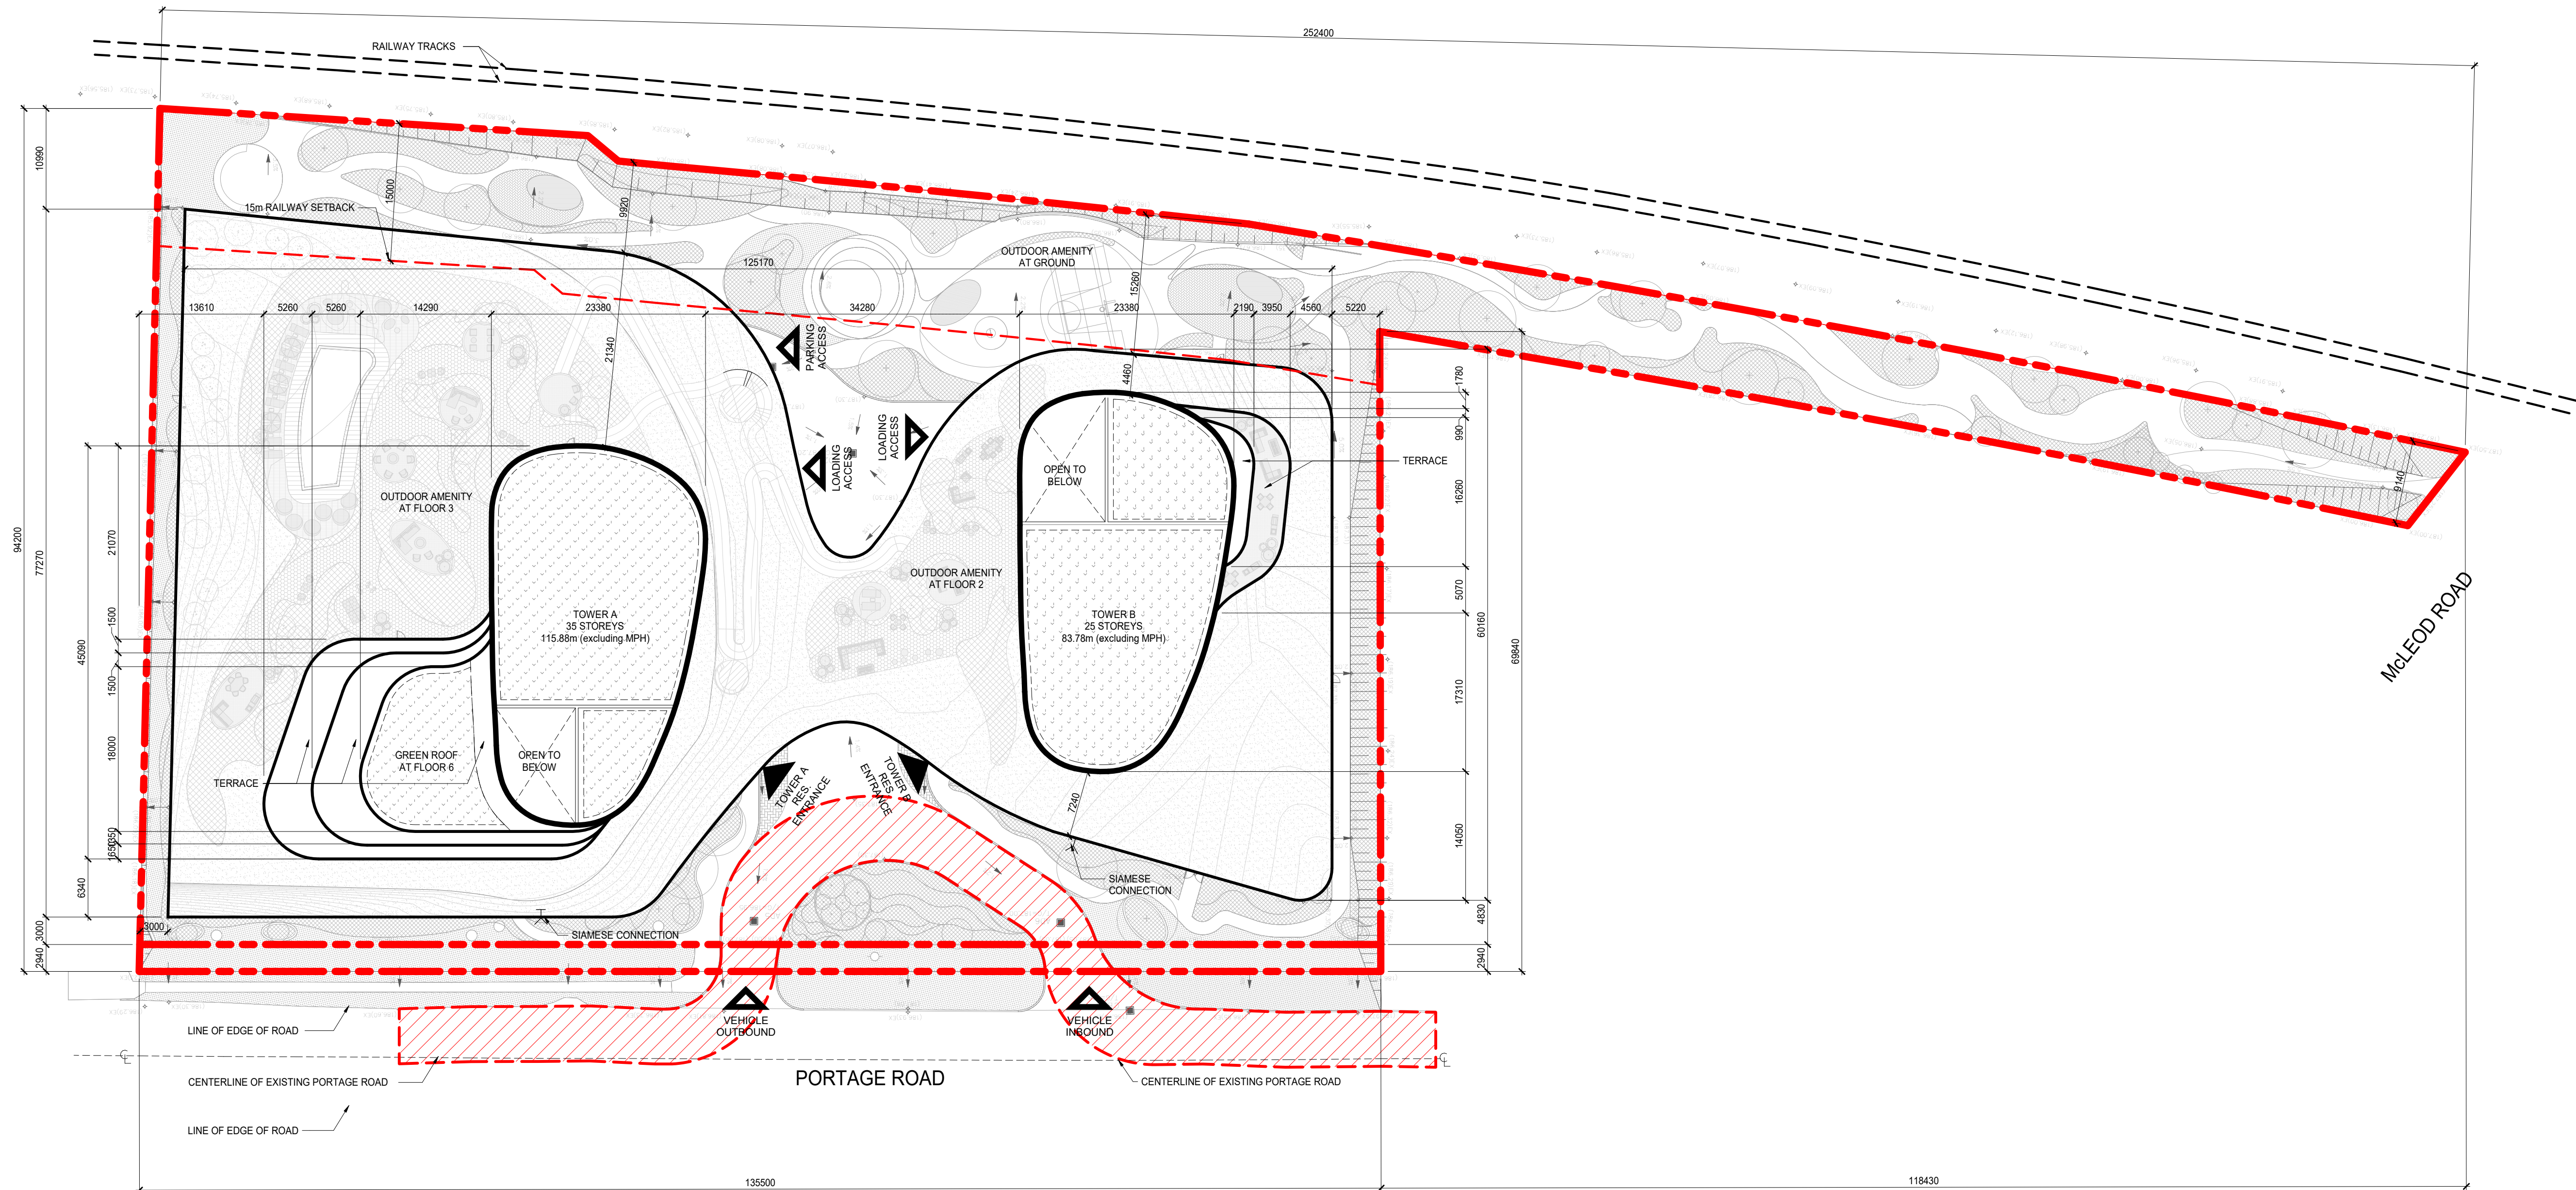 252400
RAILWAY TRACKS
10990
15000
9920
15m RAILWAY SETBACK
OUTDOOR AMENITY
AT GROUND
125170
15260
13610
5260
5260
14290
23380
34280
23380
2190
3950
4560
5220
21340
PARKING
ACCESS
4460
1780
990
LOADING
ACCESS
LOADING
ACCESS
OPEN TO
BELOW
TERRACE
9140
OUTDOOR AMENITY
AT FLOOR 3
16260
94200
77270
21070
OUTDOOR AMENITY
AT FLOOR 2
5070
McLEOD ROAD
TOWER A
35 STOREYS
115.88m (excluding MPH)
TOWER B
25 STOREYS
83.78m (excluding MPH)
1500
45090
1500
60160
69840
17310
18000
GREEN ROOF
AT FLOOR 6
OPEN TO
BELOW
TERRACE
TOWER A
RES.
ENTRANCE
TOWER B
RES.
ENTRANCE
7240
14050
1350
1650
6340
SIAMESE
CONNECTION
4830
3000
3000
SIAMESE CONNECTION
2940
2940
VEHICLE
OUTBOUND
VEHICLE
INBOUND
LINE OF EDGE OF ROAD
CENTERLINE OF EXISTING PORTAGE ROAD
PORTAGE ROAD
CENTERLINE OF EXISTING PORTAGE ROAD
LINE OF EDGE OF ROAD
135500
118430